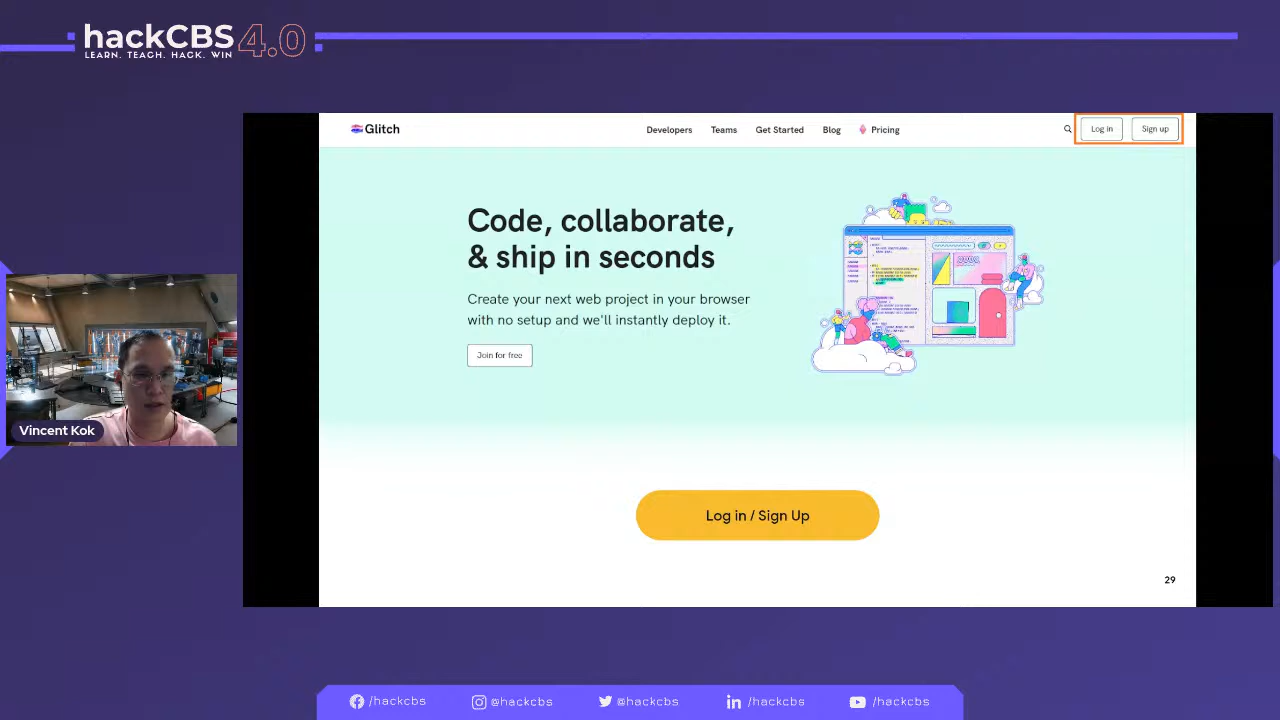 hackCBS 4.0
LEARN. TEACH. HACK. WIN
Glitch
Developers
Teams
Get Started
Blog
Pricing
Log in
Sign up
Code, collaborate,
& ship in seconds
Create your next web project in your browser
with no setup and we'll instantly deploy it.
Join for free
Vincent Kok
Log in / Sign Up
29
/hackcbs
@hackcbs
@hackcbs
/hackcbs
/hackcbs